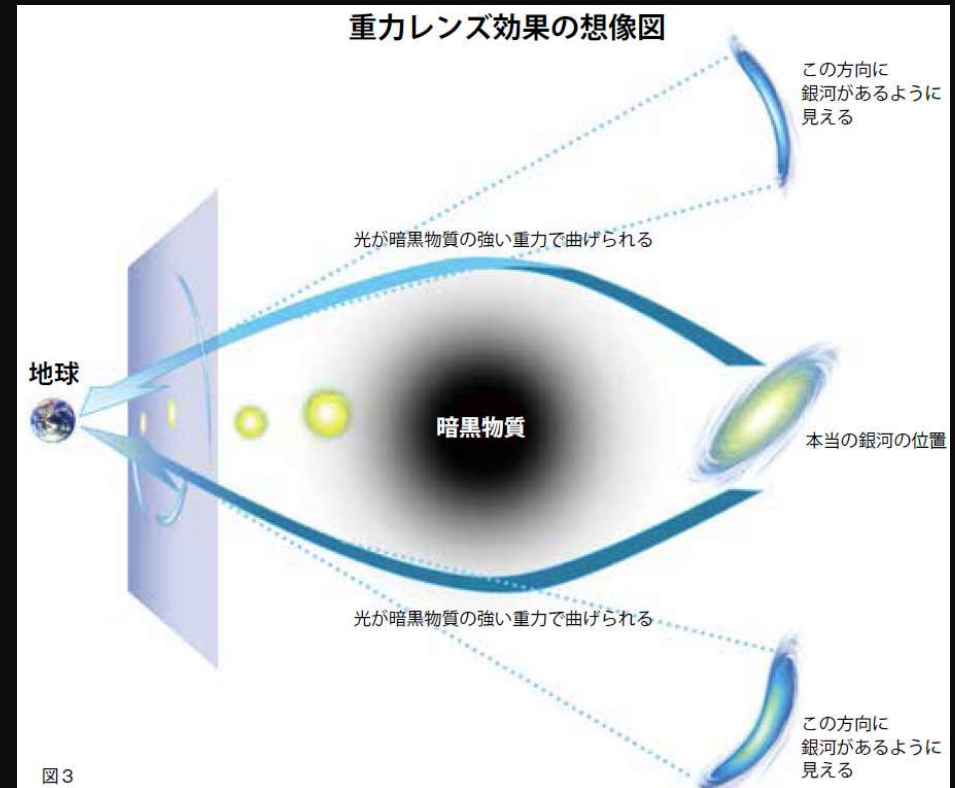 重力レンズ効果の想像図
この方向に
銀河があるように
見える
光が暗黒物質の強い重力で曲げられる
地球
暗黒物質
本当の銀河の位置
光が暗黒物質の強い重力で曲げられる
この方向に
銀河があるように
見える
図3